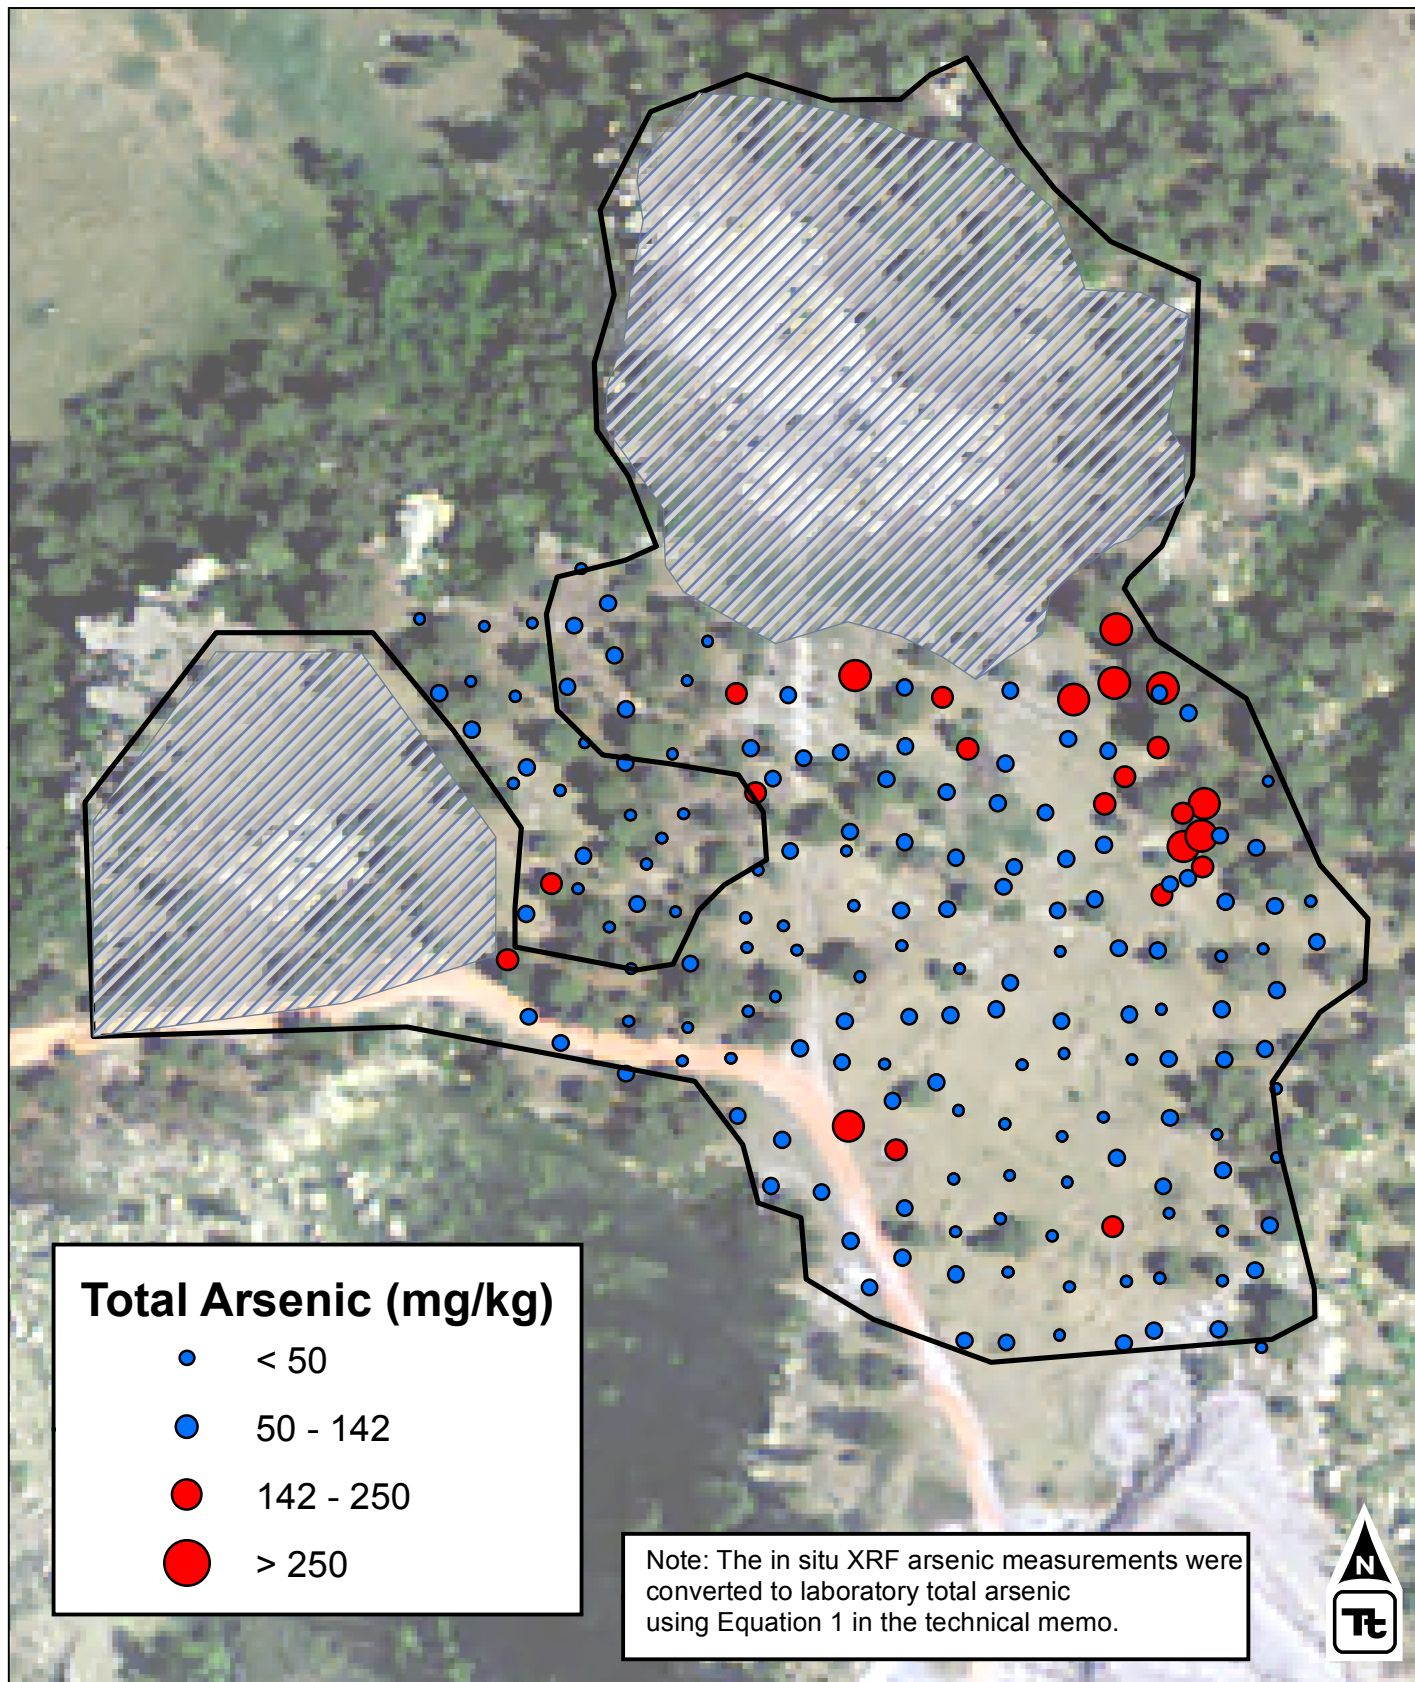 Total Arsenic (mg/kg)
< 50
50 - 142
142 - 250
> 250
Note: The in situ XRF arsenic measurements were
converted to laboratory total arsenic
using Equation 1 in the technical memo.
N
Tt